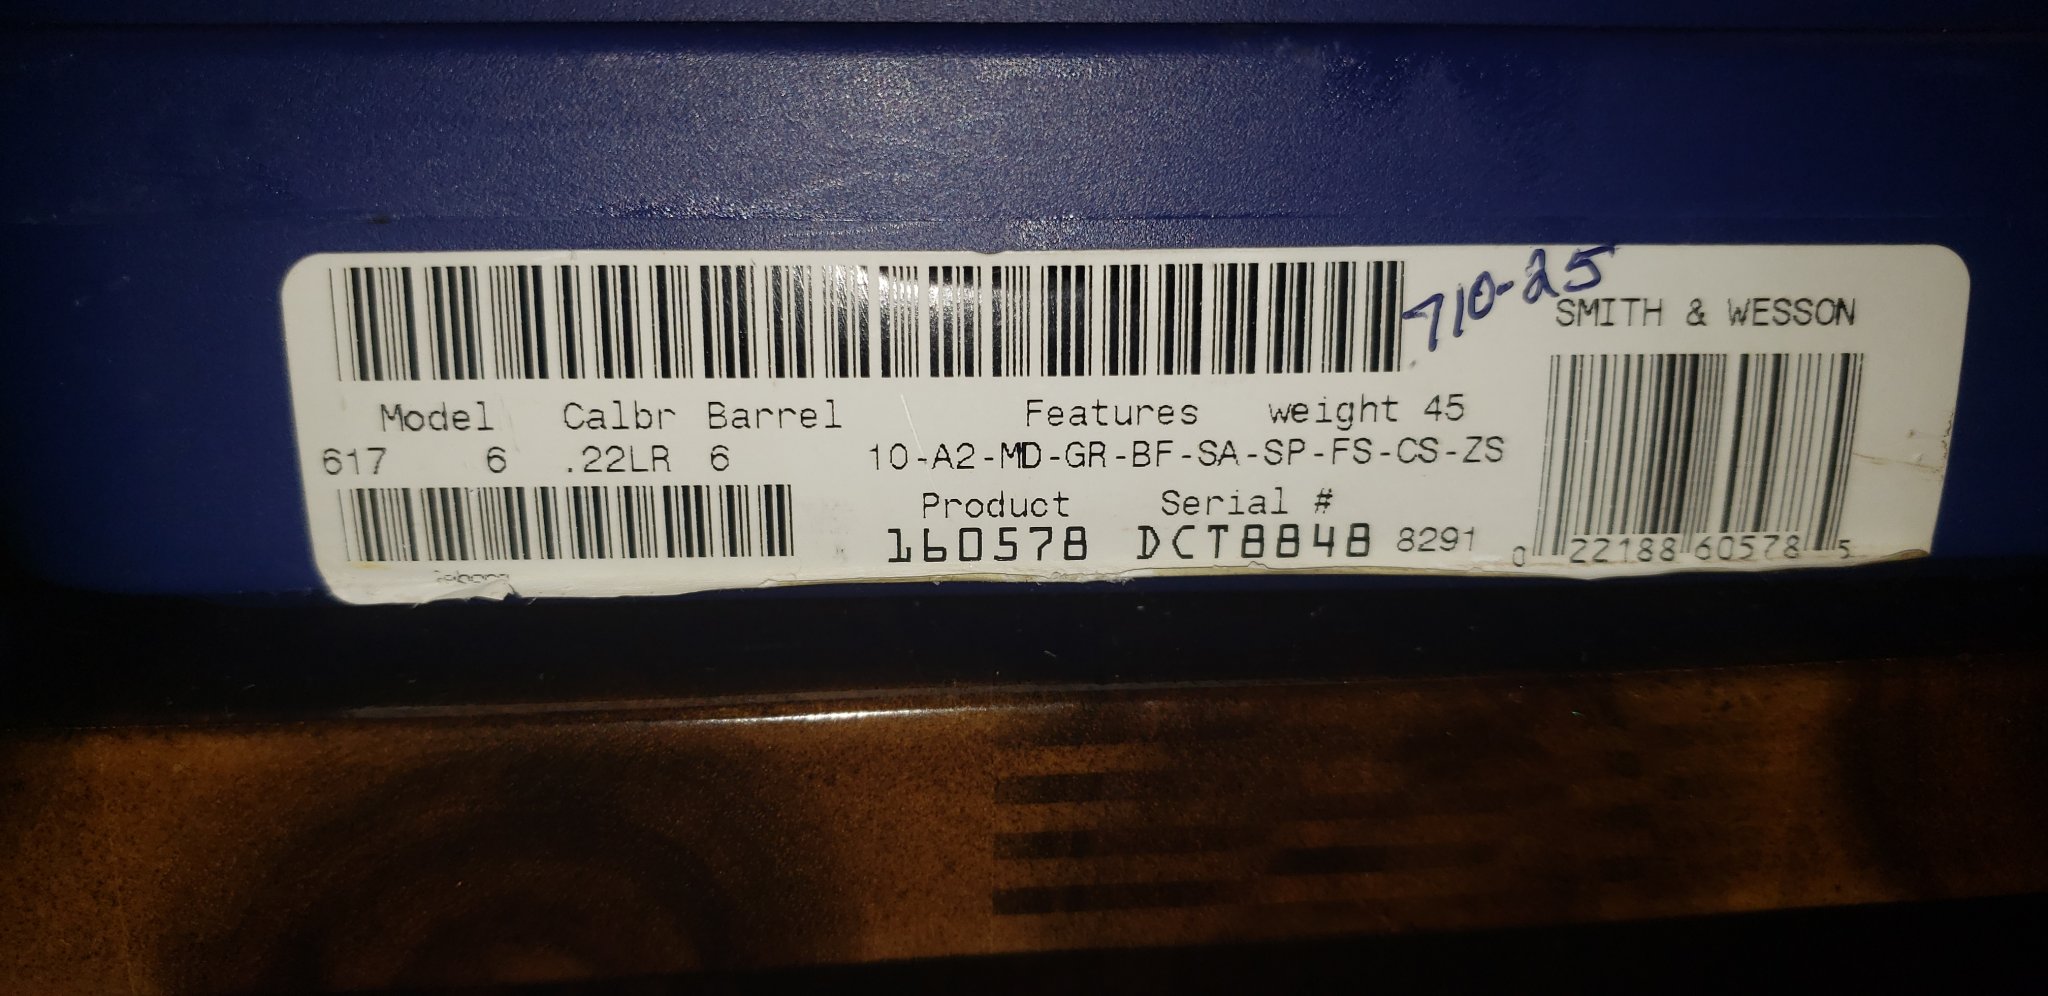 710-25
SMITH & WESSON
Model Calbr Barrel Features weight 45
617 6 .22LR 6 10-A2-MD-GR-BF-SA-SP-FS-CS-ZS
Product Serial #
160578 DCT8848 8291
0 22188 60578 5